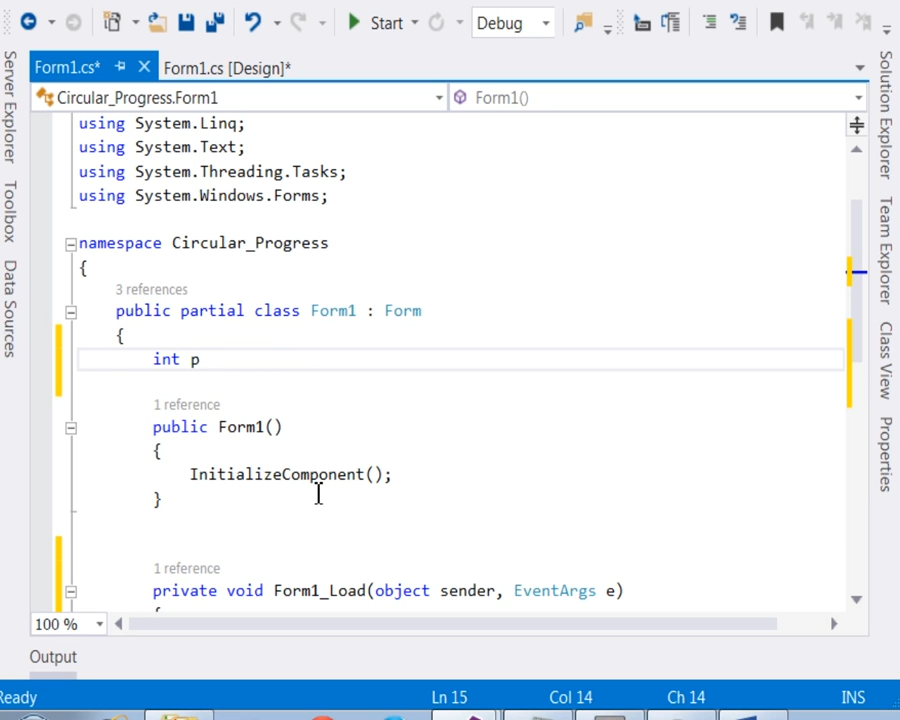 Start
Debug
Form1.cs*
Form1.cs [Design]*
Circular_Progress.Form1
Form1()
using System.Linq;
using System.Text;
using System.Threading.Tasks;
using System.Windows.Forms;
namespace Circular_Progress
{
3 references
public partial class Form1 : Form
{
int p
1 reference
public Form1()
{
InitializeComponent();
}
1 reference
private void Form1_Load(object sender, EventArgs e)
100 %
Output
Ready
Ln 15
Col 14
Ch 14
INS
Server Explorer
Toolbox
Data Sources
Solution Explorer
Team Explorer
Class View
Properties